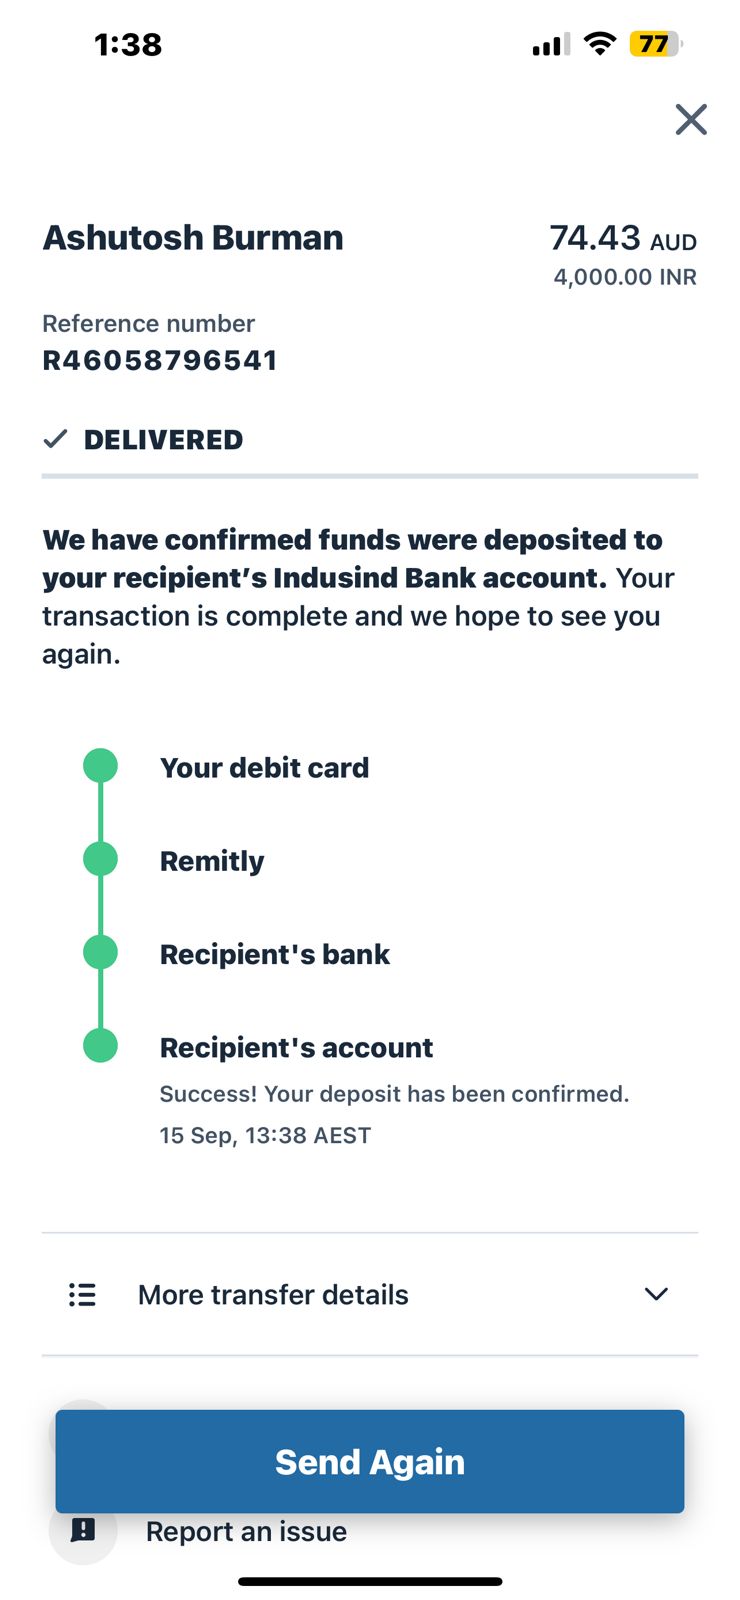 1:38
77
Ashutosh Burman
74.43 AUD
4,000.00 INR
Reference number
R46058796541
DELIVERED
We have confirmed funds were deposited to
your recipient’s Indusind Bank account. Your
transaction is complete and we hope to see you
again.
Your debit card
Remitly
Recipient's bank
Recipient's account
Success! Your deposit has been confirmed.
15 Sep, 13:38 AEST
More transfer details
Send Again
Report an issue